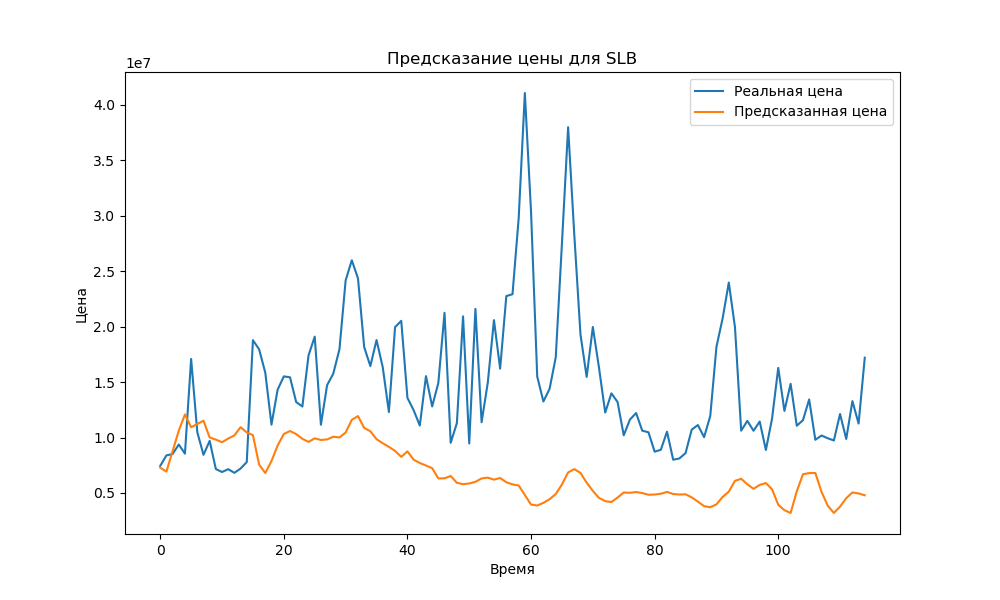 Предсказание цены для SLB
1e7
Реальная цена
Предсказанная цена
4.0
3.5
3.0
2.5
2.0
1.5
1.0
0.5
Цена
0 20 40 60 80 100
Время